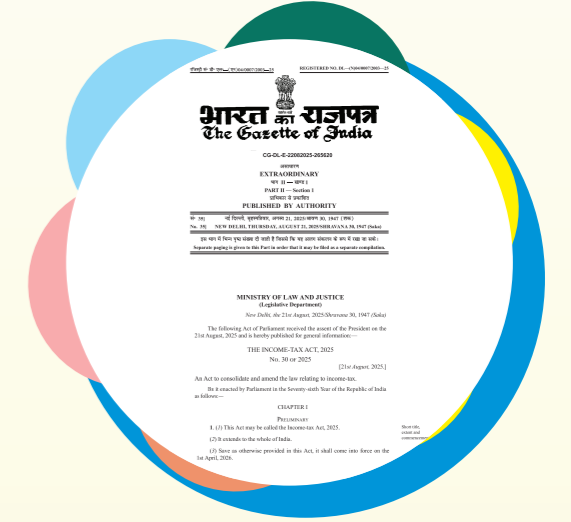 रजिस्ट्री सं. डी.एल.—(एन)04/0007/2003—25
REGISTERED NO. DL—(N)04/0007/2003—25
भारत का राजपत्र
The Gazette of India
CG-DL-E-22082025-265620
असाधारण
EXTRAORDINARY
भाग II — खण्ड 1
PART II — Section 1
प्राधिकार से प्रकाशित
PUBLISHED BY AUTHORITY
सं० 35] नई दिल्ली, बृहस्पतिवार, अगस्त 21, 2025/श्रावण 30, 1947 (शक)
No. 35] NEW DELHI, THURSDAY, AUGUST 21, 2025/SHRAVANA 30, 1947 (Saka)
इस भाग में भिन्न पृष्ठ संख्या दी जाती है जिससे कि यह अलग संकलन के रूप में रखा जा सके।
Separate paging is given to this Part in order that it may be filed as a separate compilation.
MINISTRY OF LAW AND JUSTICE
(Legislative Department)
New Delhi, the 21st August, 2025/Shravana 30, 1947 (Saka)
The following Act of Parliament received the assent of the President on the
21st August, 2025 and is hereby published for general information:—
THE INCOME-TAX ACT, 2025
No. 30 OF 2025
[21st August, 2025.]
An Act to consolidate and amend the law relating to income-tax.
BE it enacted by Parliament in the Seventy-sixth Year of the Republic of India
as follows:—
CHAPTER I
PRELIMINARY
1. (1) This Act may be called the Income-tax Act, 2025.
Short title,
extent and
commencement.
(2) It extends to the whole of India.
(3) Save as otherwise provided in this Act, it shall come into force on the
1st April, 2026.